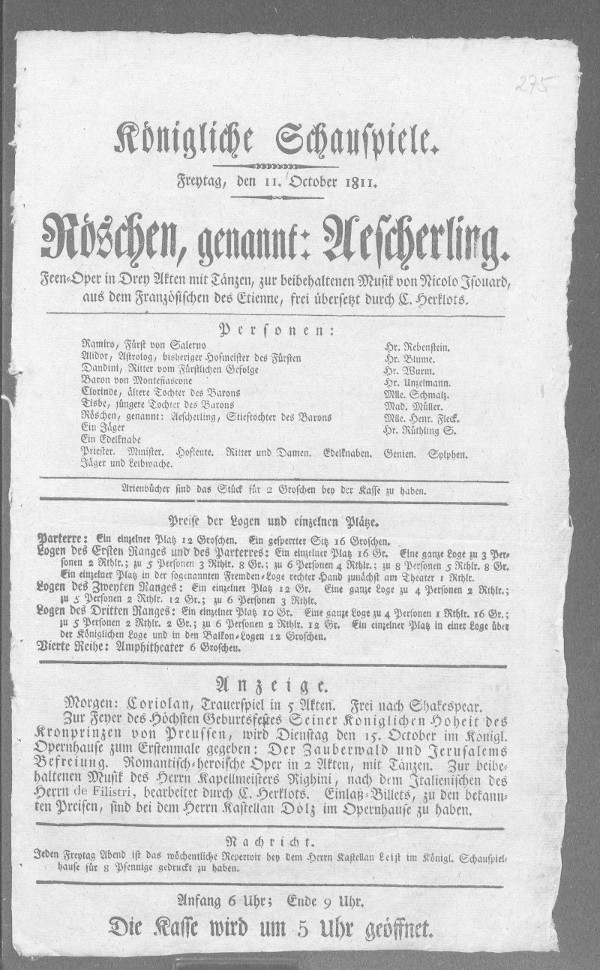 275
Königliche Schauspiele.
Freytag, den 11. October 1811.
Röschen, genannt: Aescherling.
Feen-Oper in Drey Akten mit Tänzen, zur beibehaltenen Musik von Nicolo Isouard,
aus dem Französischen des Etienne, frei übersetzt durch C. Herklots.
Personen:
Ramiro, Fürst von Salerno Hr. Rebenstein.
Alidor, Astrolog, bisheriger Hofmeister des Fürsten Hr. Blume.
Dandini, Ritter vom Fürstlichen Gefolge Hr. Wurm.
Baron von Montefiascone Hr. Unzelmann.
Clorinde, ältere Tochter des Barons Mlle. Schmalz.
Tisbe, jüngere Tochter des Barons Mad. Müller.
Röschen, genannt: Aescherling, Stieftochter des Barons Mlle. Henr. Fleck.
Ein Jäger Hr. Rüthling S.
Ein Edelknabe
Priester. Minister. Hofleute. Ritter und Damen. Edelknaben. Genien. Sylphen.
Jäger und Leibwache.
Arienbücher sind das Stück für 2 Groschen bey der Kasse zu haben.
Preise der Logen und einzelnen Plätze.
Parterre: Ein einzelner Platz 12 Groschen. Ein gesperrter Sitz 16 Groschen.
Logen des Ersten Ranges und des Parterres: Ein einzelner Platz 16 Gr. Eine ganze Loge zu 3 Per-
sonen 2 Rthlr.; zu 5 Personen 3 Rthlr. 8 Gr.; zu 6 Personen 4 Rthlr.; zu 8 Personen 5 Rthlr. 8 Gr.
Ein einzelner Platz in der sogenannten Fremden-Loge rechter Hand zunächst am Theater 1 Rthlr.
Logen des Zweyten Ranges: Ein einzelner Platz 12 Gr. Eine ganze Loge zu 4 Personen 2 Rthlr.;
zu 5 Personen 2 Rthlr. 12 Gr.; zu 6 Personen 3 Rthlr.
Logen des Dritten Ranges: Ein einzelner Platz 10 Gr. Eine ganze Loge zu 4 Personen 1 Rthlr. 16 Gr.;
zu 5 Personen 2 Rthlr. 2 Gr.; zu 6 Personen 2 Rthlr. 12 Gr. Ein einzelner Platz in einer Loge über
der Königlichen Loge und in den Balkon-Logen 12 Groschen.
Vierte Reihe: Amphitheater 6 Groschen.
Anzeige.
Morgen: Coriolan, Trauerspiel in 5 Akten. Frei nach Shakespear.
Zur Feyer des Höchsten Geburtsfestes Seiner Königlichen Hoheit des
Kronprinzen von Preussen, wird Dienstag den 15. October im Königl.
Opernhause zum Erstenmale gegeben: Der Zauberwald und Jerusalems
Befreiung. Romantisch-heroische Oper in 2 Akten, mit Tänzen. Zur beibe-
haltenen Musik des Herrn Kapellmeisters Righini, nach dem Italienischen des
Herrn de Filistri, bearbeitet durch C. Herklots. Einlaß-Billets, zu den bekann-
ten Preisen, sind bei dem Herrn Kastellan Dölz im Opernhause zu haben.
Nachricht.
Jeden Freytag Abend ist das wöchentliche Repertoir bey dem Herrn Kastellan Leist im Königl. Schauspiel-
hause für 8 Pfennige gedruckt zu haben.
Anfang 6 Uhr; Ende 9 Uhr.
Die Kasse wird um 5 Uhr geöffnet.